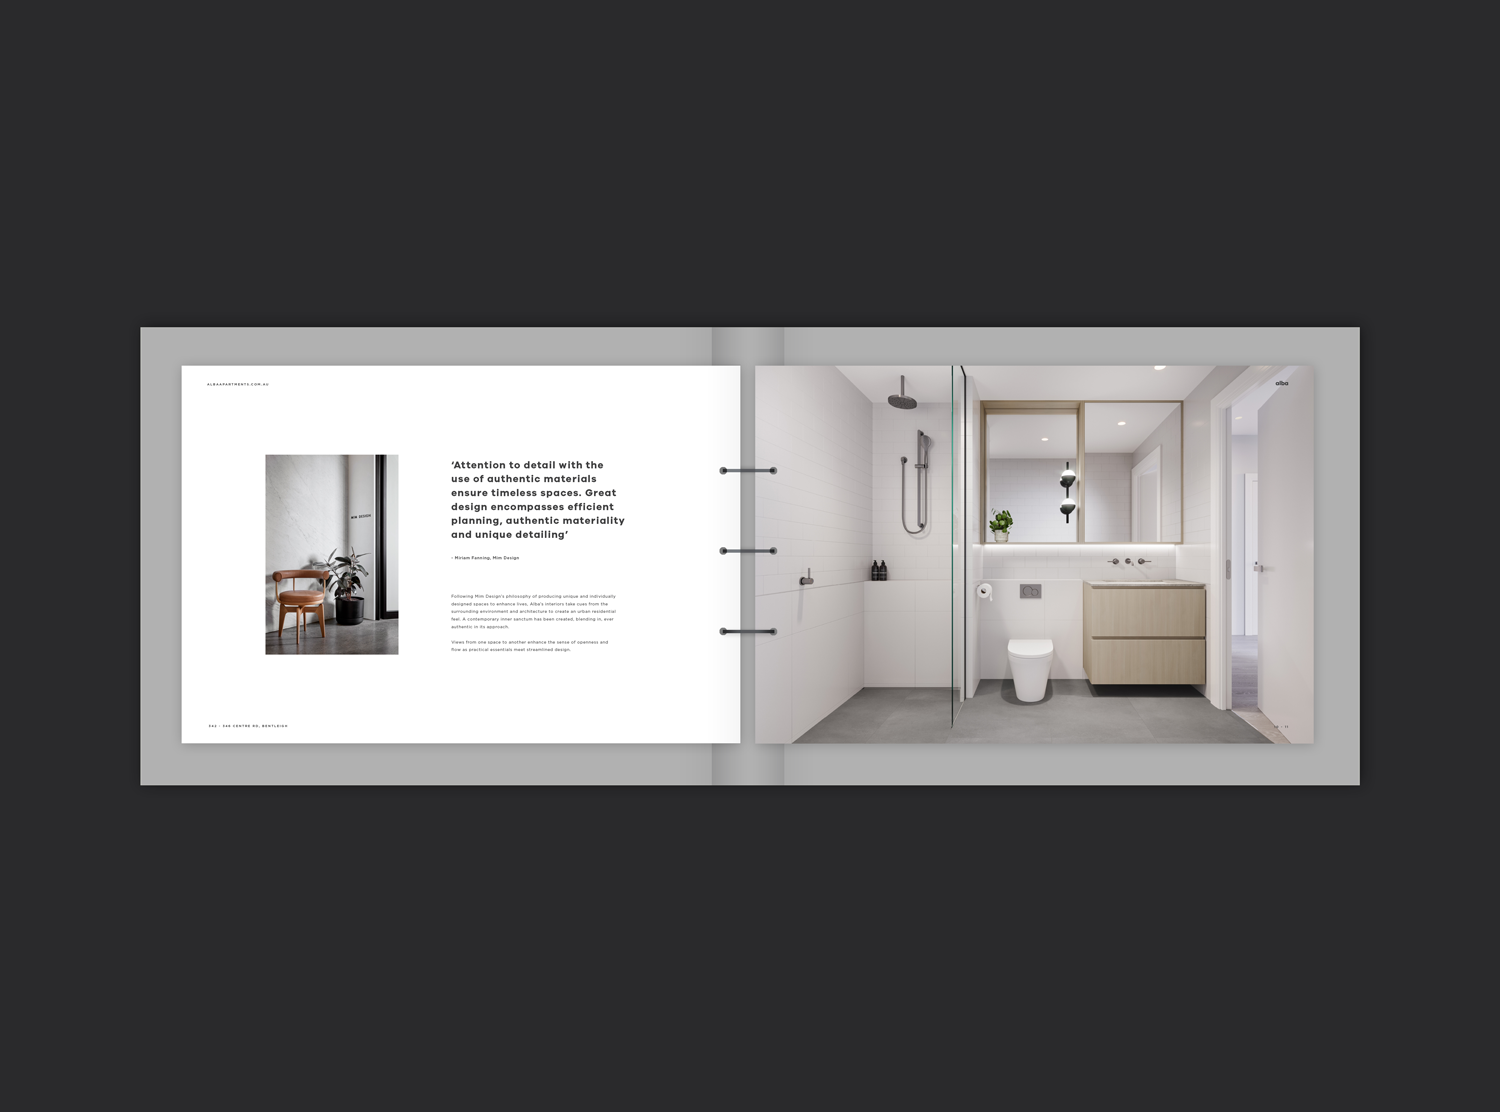 ALBAAPARTMENTS.COM.AU
alba
MIM DESIGN
‘Attention to detail with the
use of authentic materials
ensure timeless spaces. Great
design encompasses efficient
planning, authentic materiality
and unique detailing’
- Miriam Fanning, Mim Design
Following Mim Design's philosophy of producing unique and individually
designed spaces to enhance lives, Alba's interiors take cues from the
surrounding environment and architecture to create an urban residential
feel. A contemporary inner sanctum has been created, blending in, ever
authentic in its approach.
Views from one space to another enhance the sense of openness and
flow as practical essentials meet streamlined design.
CENTRE RD, BENTLEIGH